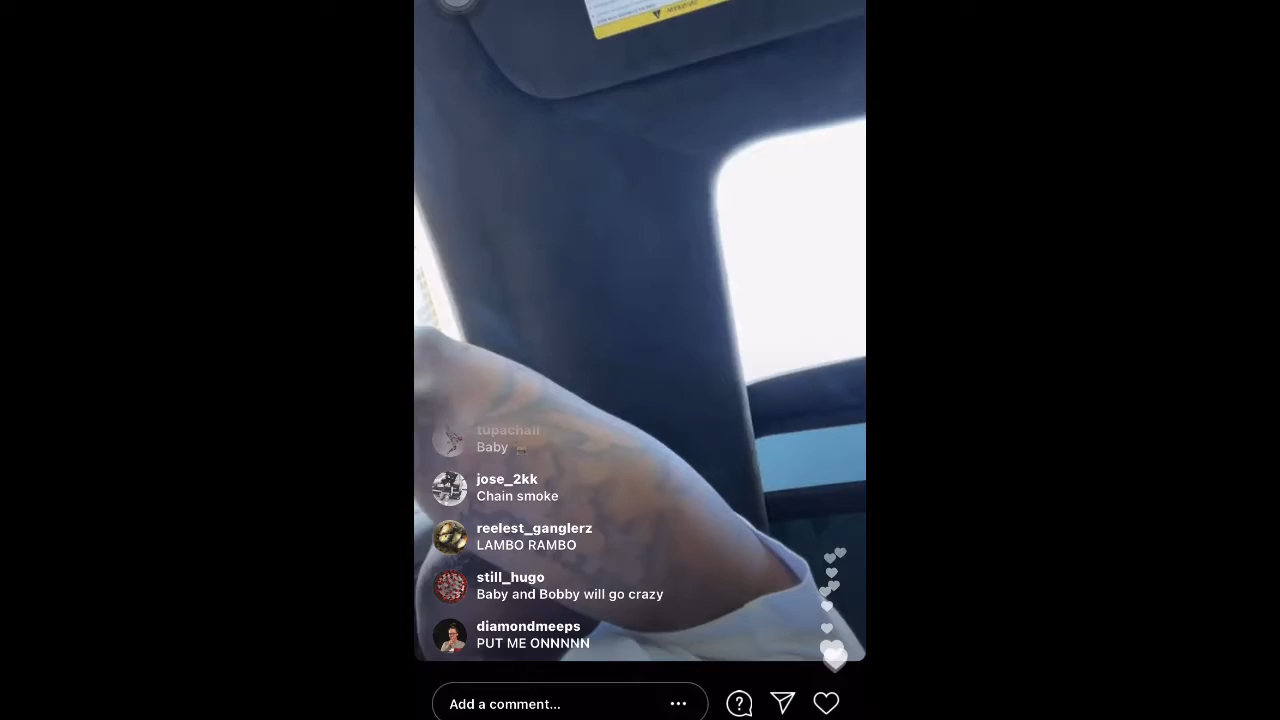 tupachall
Baby
jose_2kk
Chain smoke
reelest_ganglerz
LAMBO RAMBO
still_hugo
Baby and Bobby will go crazy
diamondmeeps
PUT ME ONNNNN
Add a comment...